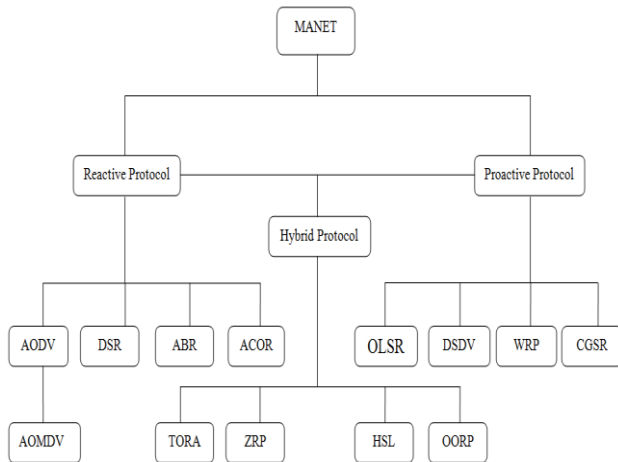 MANET
Reactive Protocol
Proactive Protocol
Hybrid Protocol
AODV
DSR
ABR
ACOR
OLSR
DSDV
WRP
CGSR
AOMDV
TORA
ZRP
HSL
OORP